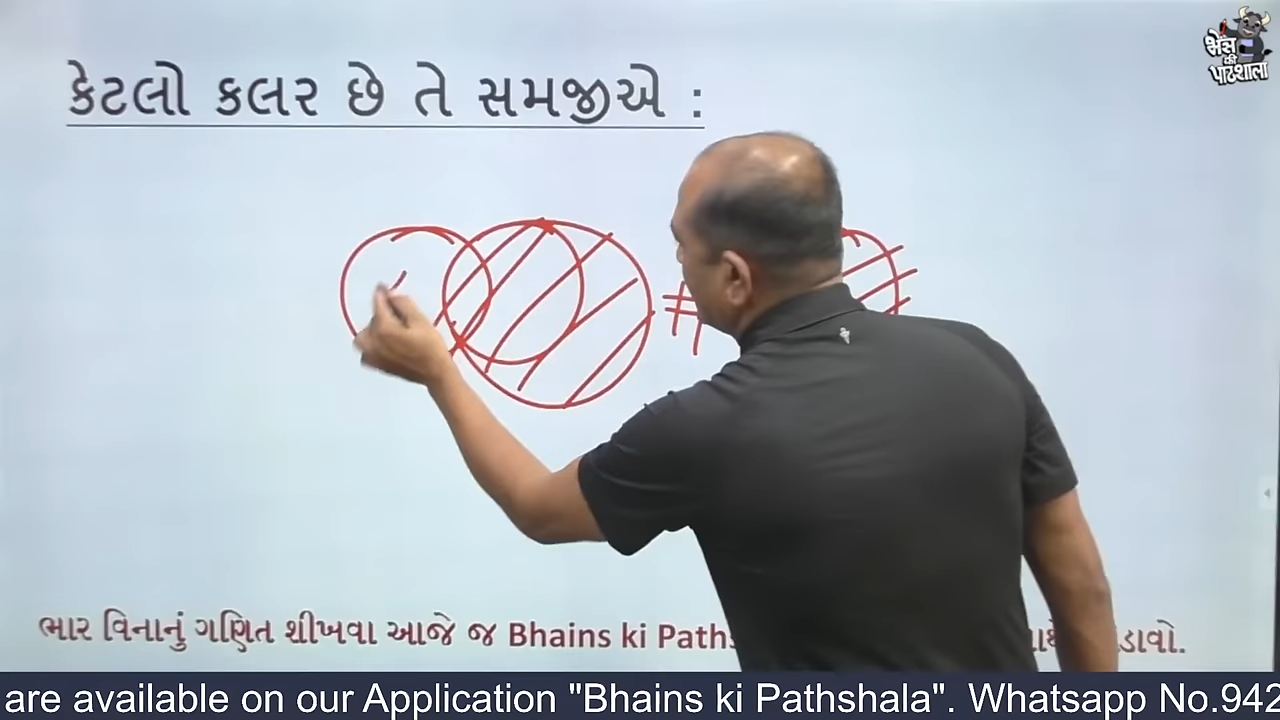 भैंस
की
પાઠશાલા
કેટલો કલર છે તે સમજીએ :
ભાર વિનાનું ગણિત શીખવા આજે જ Bhains ki
are available on our Application "Bhains ki Pathshala". Whatsapp No.942